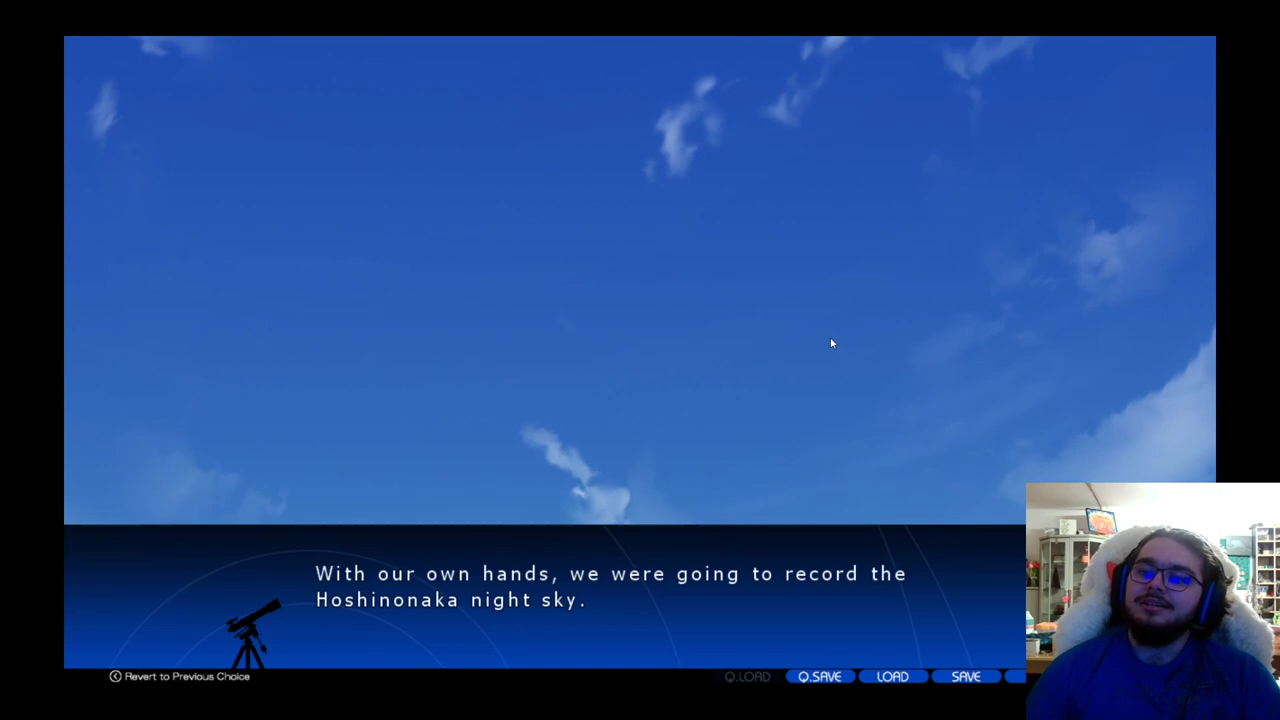 With our own hands, we were going to record the
Hoshinonaka night sky.
Revert to Previous Choice
Q.LOAD Q.SAVE LOAD SAVE